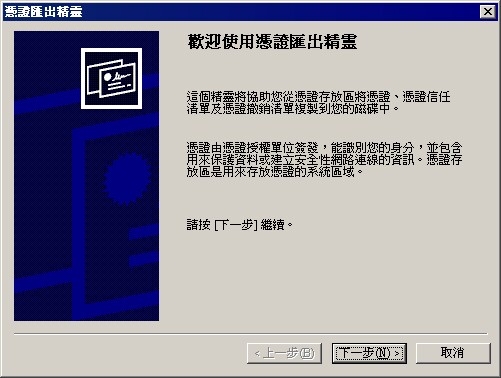 憑證匯出精靈
歡迎使用憑證匯出精靈
這個精靈將協助您從憑證存放區將憑證、憑證信任
清單及憑證撤銷清單複製到您的磁碟中。
憑證由憑證授權單位簽發，能識別您的身分，並包含
用來保護資料或建立安全性網路連線的資訊。憑證存
放區是用來存放憑證的系統區域。
請按 [下一步] 繼續。
< 上一步(B)
下一步(N) >
取消